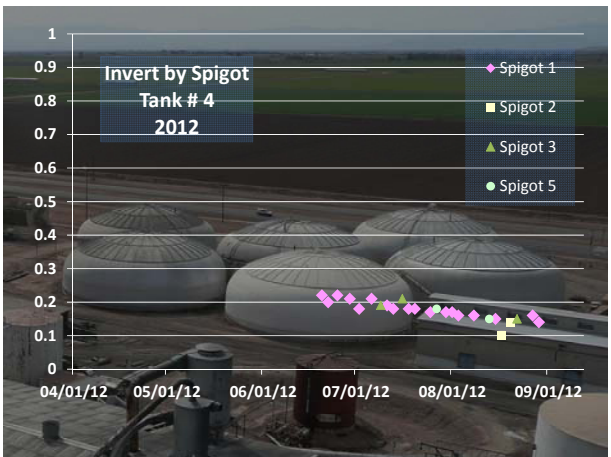 Invert by Spigot
Tank # 4
2012
Spigot 1
Spigot 2
Spigot 3
Spigot 5
1
0.9
0.8
0.7
0.6
0.5
0.4
0.3
0.2
0.1
0
04/01/12 05/01/12 06/01/12 07/01/12 08/01/12 09/01/12